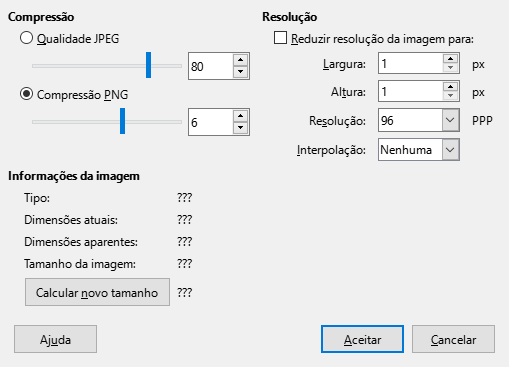 Compressão
Qualidade JPEG
80
Compressão PNG
6
Resolução
Reduzir resolução da imagem para:
Largura: 1 px
Altura: 1 px
Resolução: 96 PPP
Interpolação: Nenhuma
Informações da imagem
Tipo: ???
Dimensões atuais: ???
Dimensões aparentes: ???
Tamanho da imagem: ???
Calcular novo tamanho ???
Ajuda Aceitar Cancelar